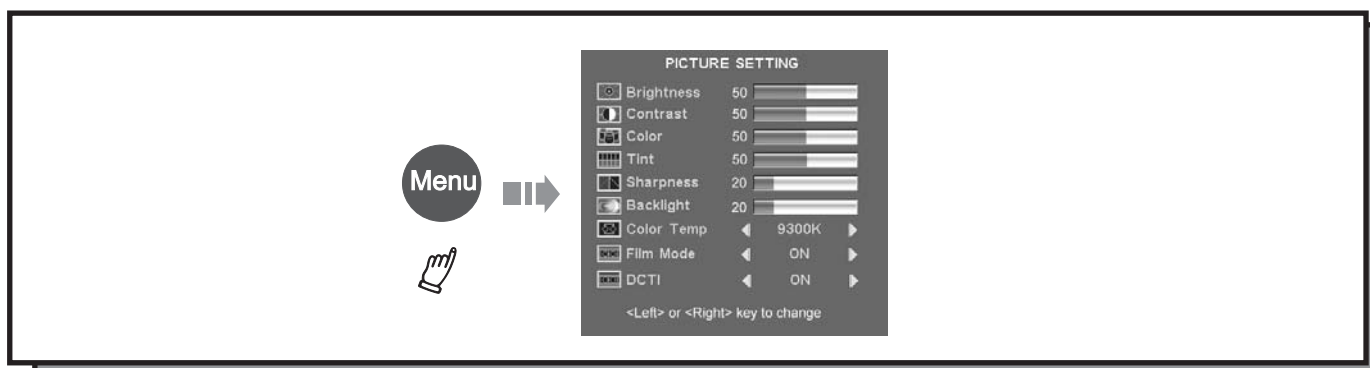 Menu
PICTURE SETTING
Brightness 50
Contrast 50
Color 50
Tint 50
Sharpness 20
Backlight 20
Color Temp 9300K
Film Mode ON
DCTI ON
<Left> or <Right> key to change